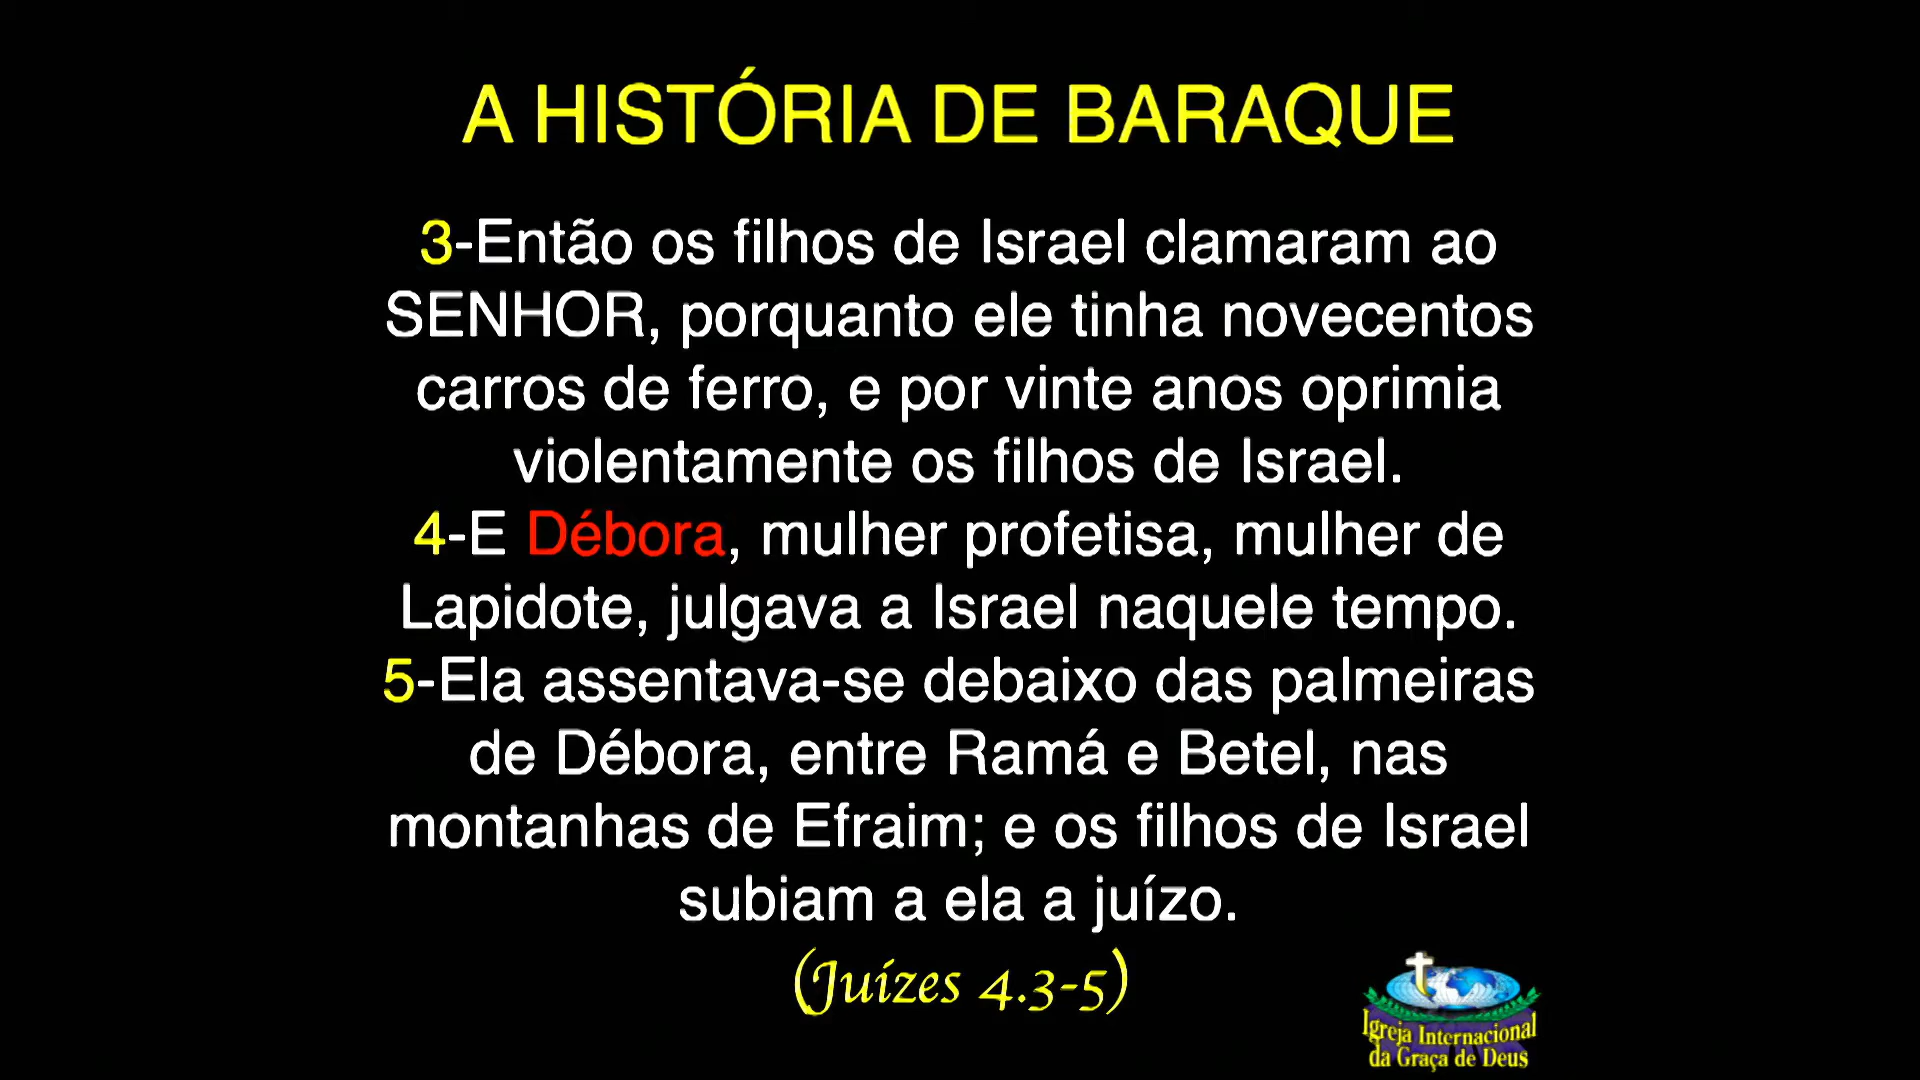 A HISTÓRIA DE BARAQUE
3-Então os filhos de Israel clamaram ao
SENHOR, porquanto ele tinha novecentos
carros de ferro, e por vinte anos oprimia
violentamente os filhos de Israel.
4-E Débora, mulher profetisa, mulher de
Lapidote, julgava a Israel naquele tempo.
5-Ela assentava-se debaixo das palmeiras
de Débora, entre Ramá e Betel, nas
montanhas de Efraim; e os filhos de Israel
subiam a ela a juízo.
(Juízes 4.3-5)
Igreja Internacional
da Graça de Deus